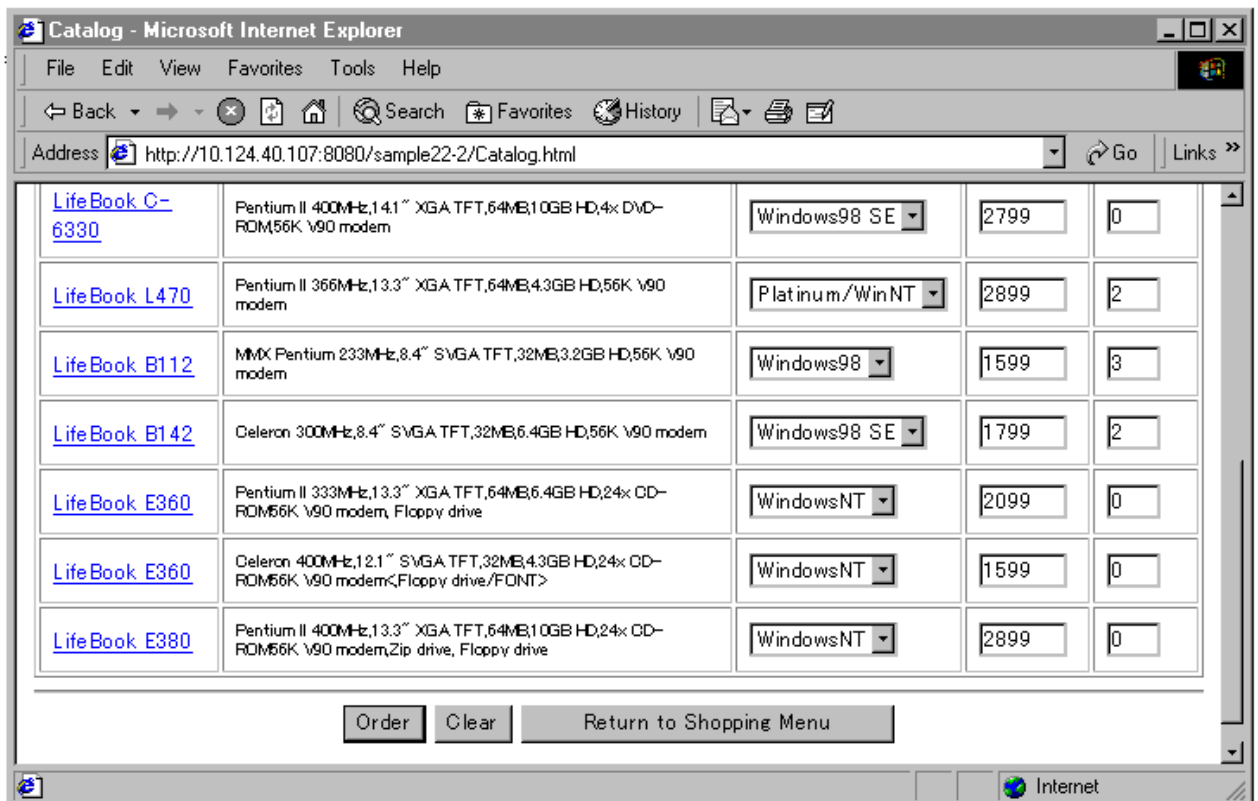 Catalog - Microsoft Internet Explorer
File Edit View Favorites Tools Help
Back Search Favorites History
Address http://10.124.40.107:8080/sample22-2/Catalog.html Go Links »
LifeBook C-
6330
Pentium II 400MHz,14.1" XGA TFT,64MB,10GB HD,4x DVD-
ROM,56K V90 modem
Windows98 SE 2799 0
LifeBook L470
Pentium II 366MHz,13.3" XGA TFT,64MB,4.3GB HD,56K V90
modem
Platinum/WinNT 2899 2
LifeBook B112
MMX Pentium 233MHz,8.4" SVGA TFT,32MB,3.2GB HD,56K V90
modem
Windows98 1599 3
LifeBook B142
Celeron 300MHz,8.4" SVGA TFT,32MB,6.4GB HD,56K V90 modem
Windows98 SE 1799 2
LifeBook E360
Pentium II 333MHz,13.3" XGA TFT,64MB,6.4GB HD,24x CD-
ROM56K V90 modem, Floppy drive
WindowsNT 2099 0
LifeBook E360
Celeron 400MHz,12.1" SVGA TFT,32MB,4.3GB HD,24x CD-
ROM56K V90 modem<,Floppy drive/FONT>
WindowsNT 1599 0
LifeBook E380
Pentium II 400MHz,13.3" XGA TFT,64MB,10GB HD,24x CD-
ROM56K V90 modem,Zip drive, Floppy drive
WindowsNT 2899 0
Order Clear Return to Shopping Menu
Internet